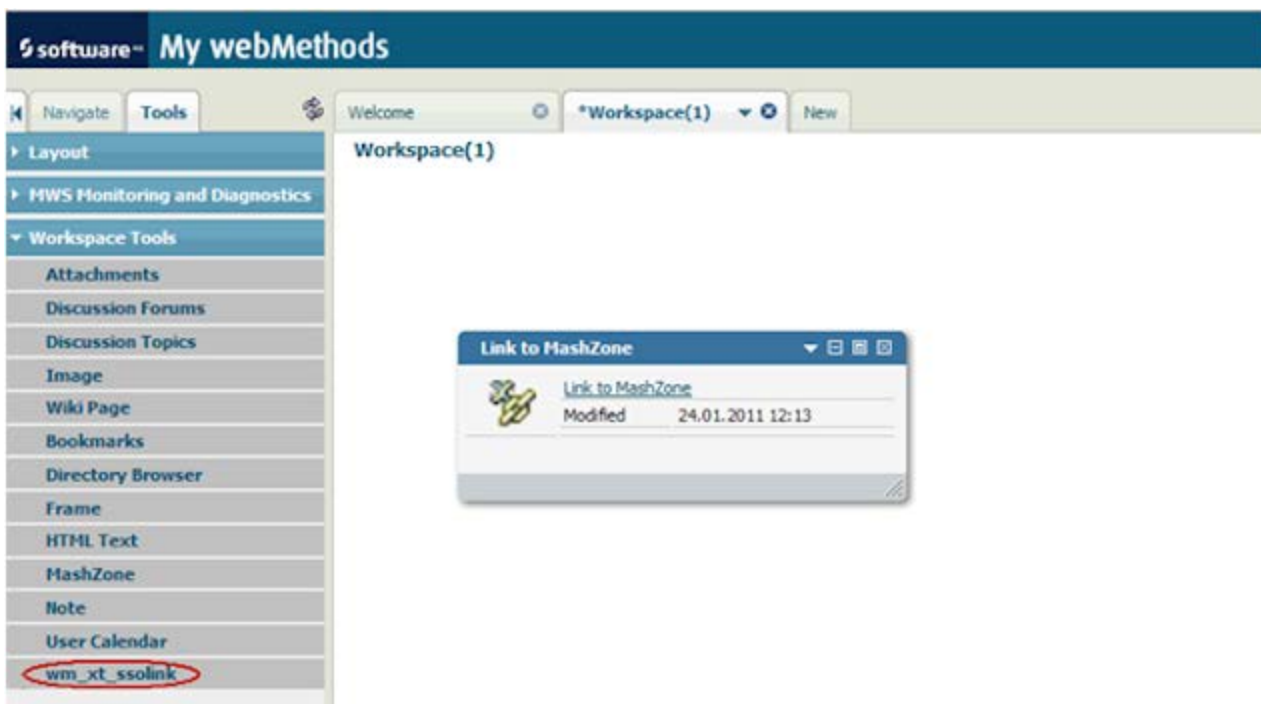 software My webMethods
Navigate Tools Welcome *Workspace(1) New
Layout
Workspace(1)
MWS Monitoring and Diagnostics
Workspace Tools
Attachments
Discussion Forums
Discussion Topics
Image
Wiki Page
Bookmarks
Directory Browser
Frame
HTML Text
MashZone
Note
User Calendar
wm_xt_ssolink
Link to MashZone
Link to MashZone
Modified 24.01.2011 12:13